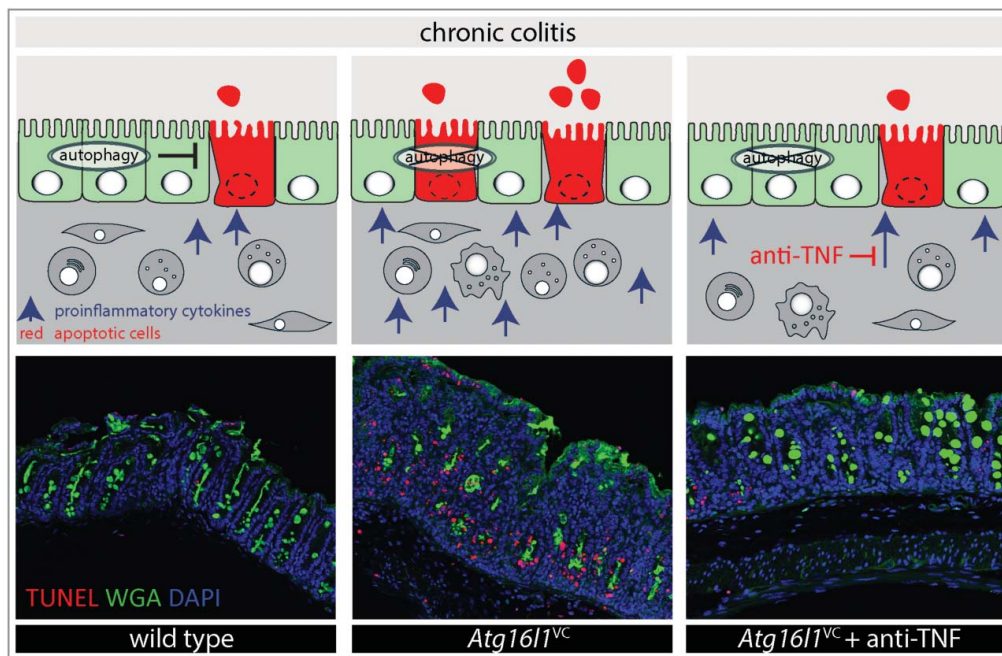 chronic colitis
autophagy
proinflammatory cytokines
red apoptotic cells
autophagy
autophagy
anti-TNF
TUNEL WGA DAPI
wild type
Atg16l1VC
Atg16l1VC + anti-TNF